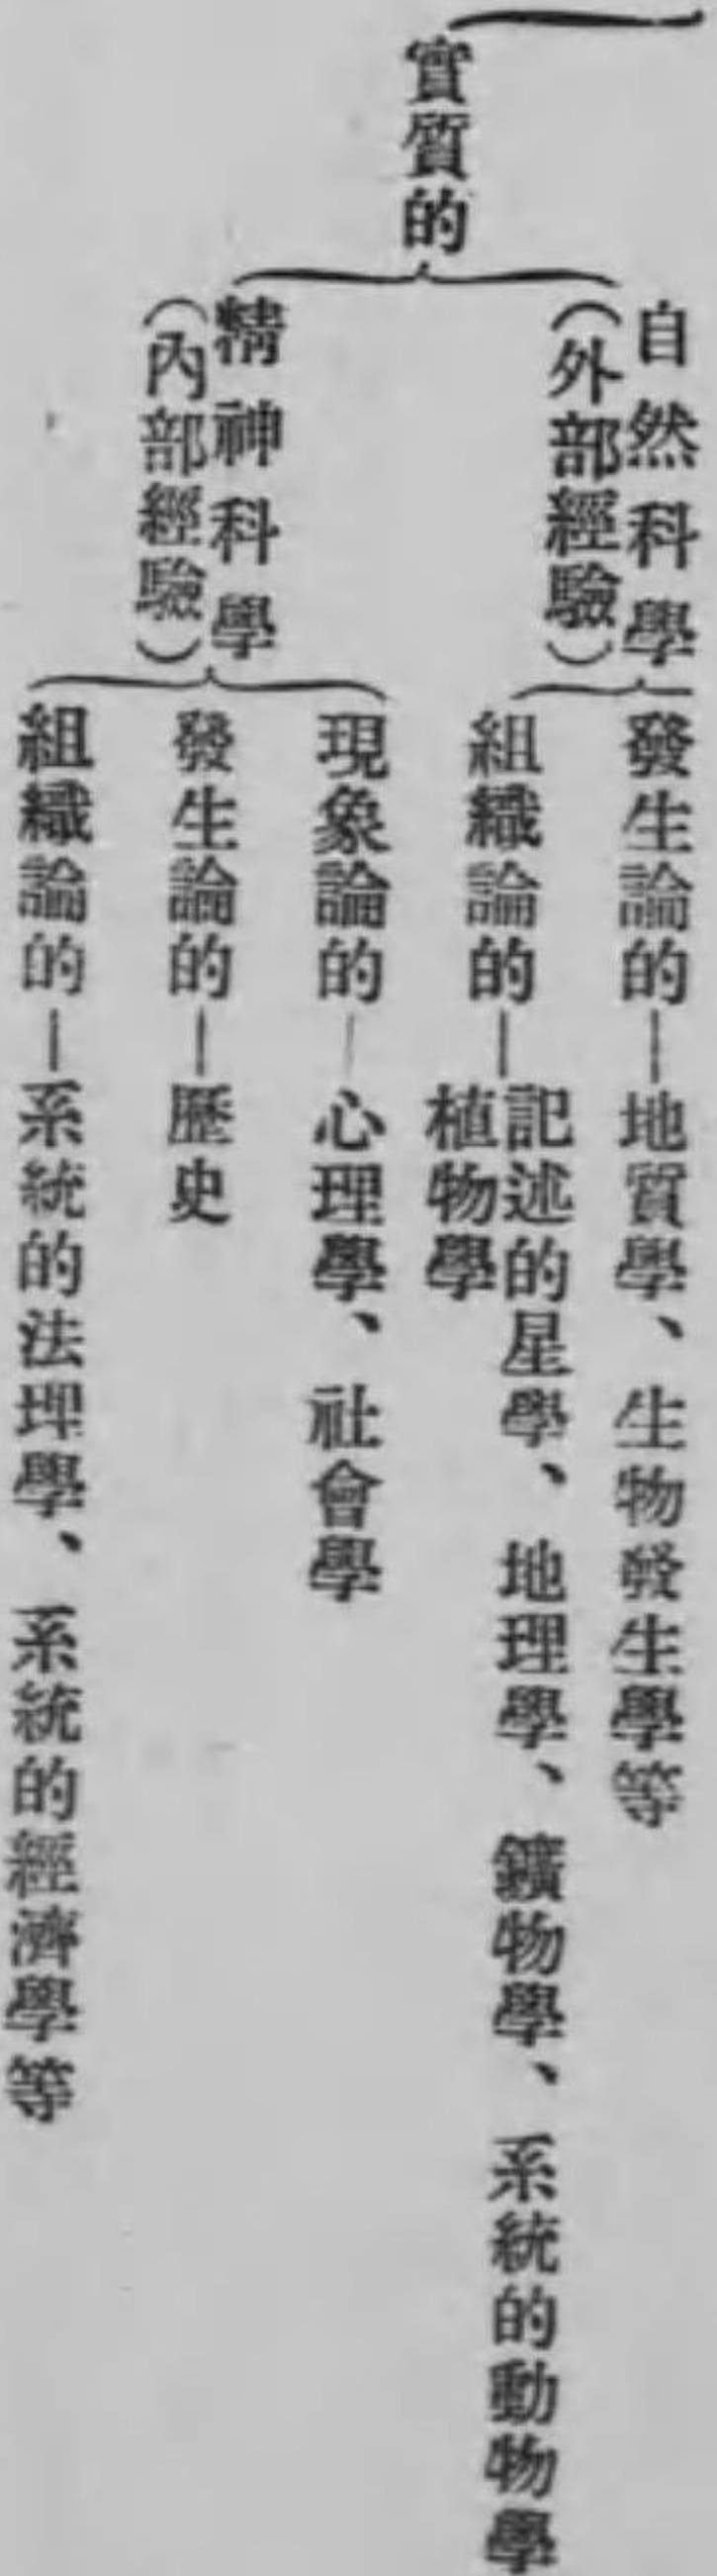 實質的
自然科學
（外部經驗）
發生論的—地質學、生物發生學等
組織論的—記述的星學、地理學、鑛物學、系統的動物學
植物學
精神科學
（內部經驗）
現象論的—心理學、社會學
發生論的—歷史
組織論的—系統的法理學、系統的經濟學等